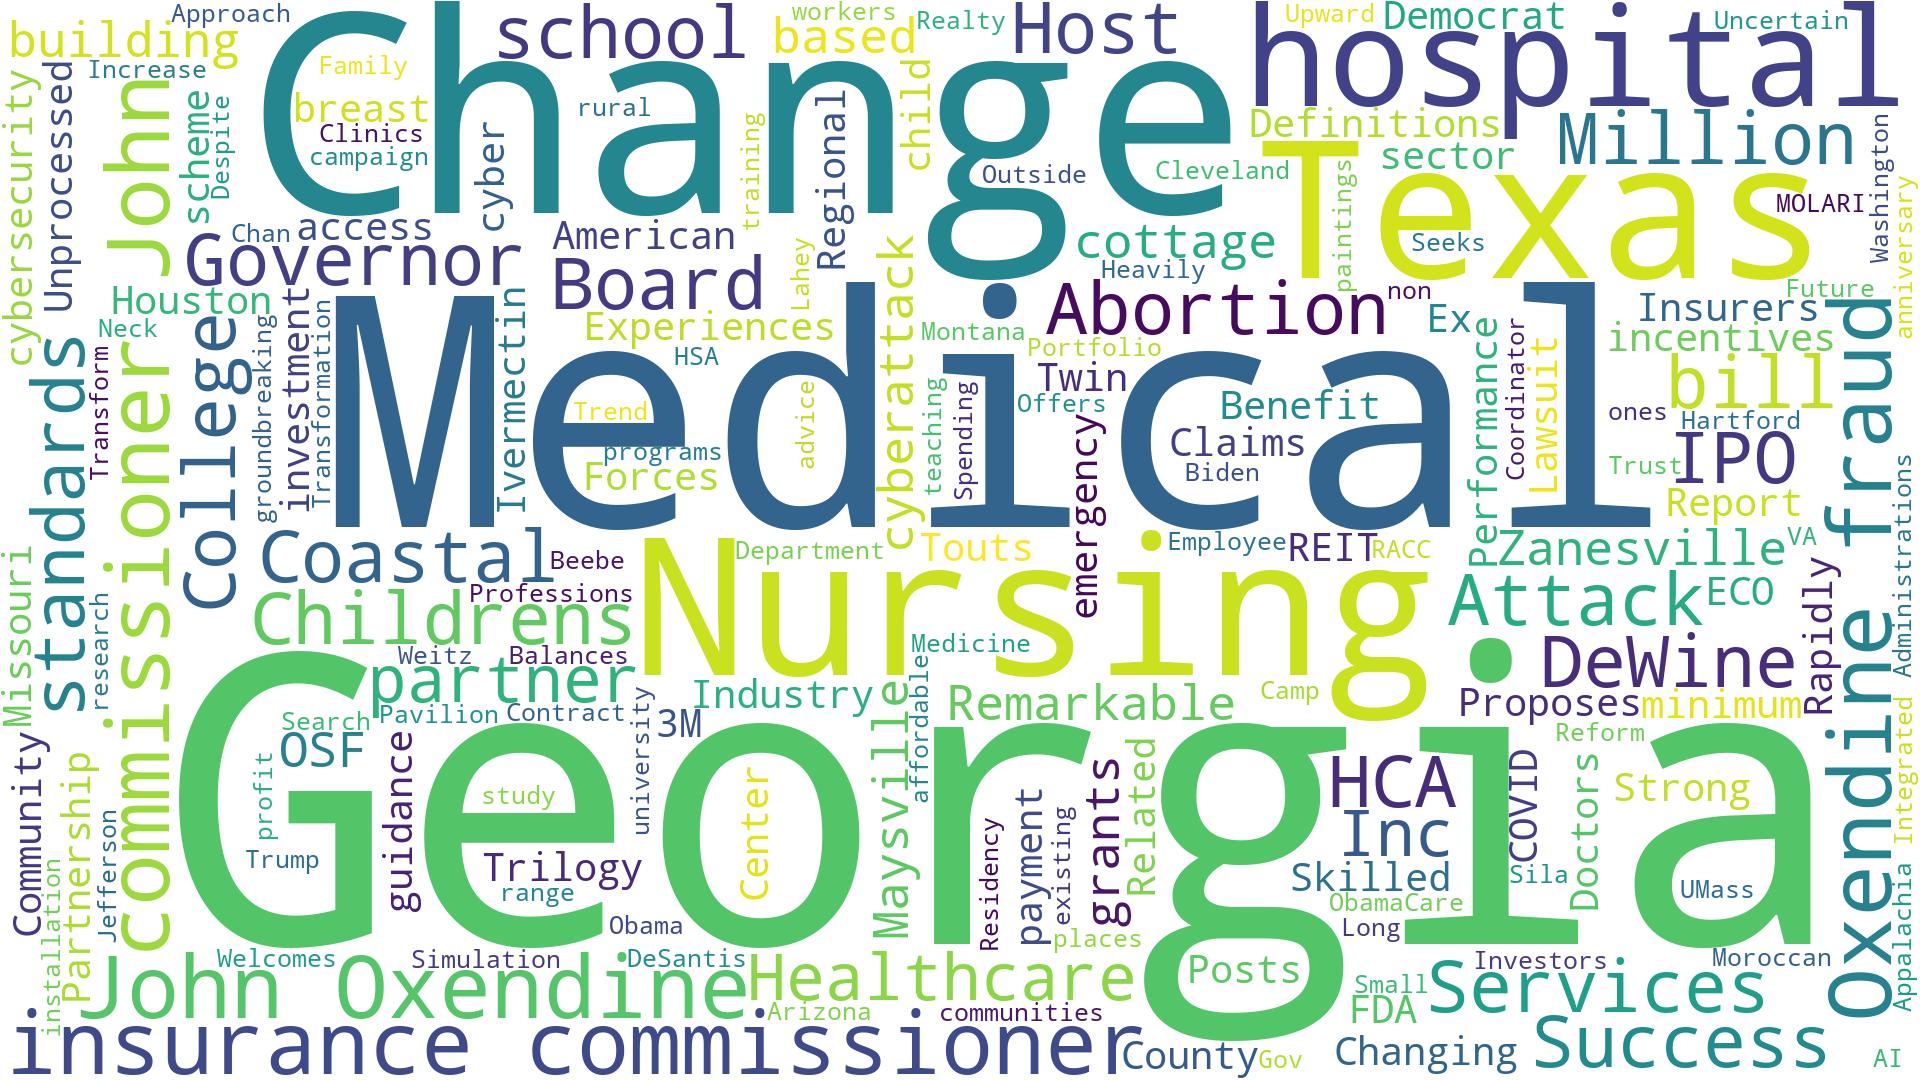 Approach
workers
Realty
Upward
Democrat
Uncertain
building
school
based
Host
hospital
Change
Increase
Family
breast
rural
Clinics
campaign
cyber
training
Regional
child
Outside
Definitions
sector
Million
Cleveland
Texas
paintings
MOLARI
Washington
anniversary
cybersecurity
Unprocessed
John
scheme
Despite
Chan
access
Governor
American
Board
Lahey
cyberattack
cottage
Heavily
Seeks
Houston
Neck
College
groundbreaking
investment
Transformation
Medical
Ivermectin
Experiences
HSA
Trend
programs
Forces
advice
Montana
teaching
Spending
Abortion
non
Portfolio
Twin
Offers
Ex
Benefit
Claims
Biden
emergency
Performance
Coordinator
Lawsuit
Future
Insurers
incentives
bill
ones
Hartford
Trust
IPO
Report
Oxendine fraud
standards
Transform
commissioner
Coastal
Beebe
Department
Touts
Employee
REIT
RACC
Zanesville
VA
Professions
Childrens
Nursing
Attack
ECO
Rapidly
Administrations
Missouri
research
Weitz
Balances
partner
Medicine
affordable
Industry
Remarkable
Camp
DeWine
Proposes
minimum
Search
Pavilion
Contract
university
3M
OSF
Georgia
Maysville
Related
grants
HCA
COVID
Reform
Doctors
Strong
Integrated
Community
Partnership
profit
guidance
study
Center
Trump
Trilogy
range
Residency
payment
existing
Inc
Skilled
Sila
UMass
ObamaCare
Long
places
Obama
Jefferson
installation
Appalachia
Welcomes
Simulation
DeSantis
John Oxendine
Healthcare
Posts
Investors
Moroccan
Small
Services
FDA
Arizona
communities
insurance commissioner
County
Gov
Changing
Success
AI